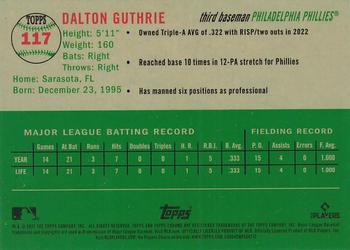 TOPPS
117
DALTON GUTHRIE
third baseman PHILADELPHIA PHILLIES®
Height: 5'11"
Weight: 160
Bats: Right
Throws: Right
Home: Sarasota, FL
Born: December 23, 1995
• Owned Triple-A AVG of .322 with RISP/two outs in 2022
• Reached base 10 times in 12-PA stretch for Phillies
• Has manned six positions as professional
MAJOR LEAGUE BATTING RECORD
FIELDING RECORD
Games At Bat Runs Hits Doubles Triples H. R. R.B.I. B. Avg. P. O. Assists Errors F. Avg.
YEAR 14 21 3 7 0 0 1 5 .333 15 4 0 1.000
LIFE 14 21 3 7 0 0 1 5 .333 15 4 0 1.000
Topps
PLAYERS